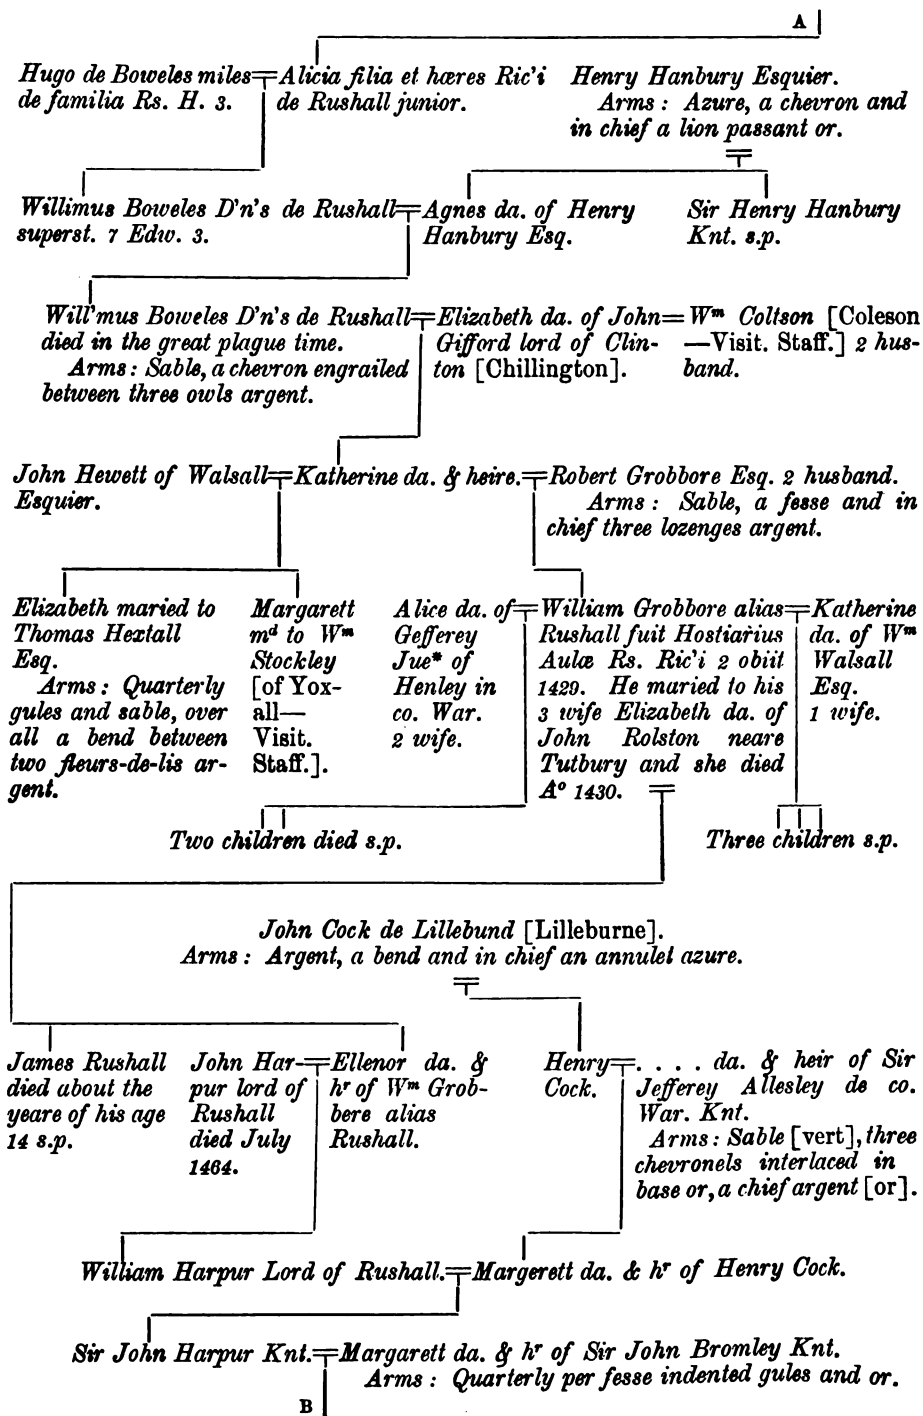 A
Hugo de Boweles miles
de familia Rs. H. 3.
Alicia filia et hæres Ric'i
de Rushall junior.
Henry Hanbury Esquier.
Arms: Azure, a chevron and
in chief a lion passant or.
Willimus Boweles D'n's de Rushall
superst. 7 Edw. 3.
Agnes da. of Henry
Hanbury Esq.
Sir Henry Hanbury
Knt. s.p.
Will'mus Boweles D'n's de Rushall
died in the great plague time.
Arms: Sable, a chevron engrailed
between three owls argent.
Elizabeth da. of John
Gifford lord of Clin-
ton [Chillington].
Wᵐ Coltson [Coleson
—Visit. Staff.] 2 hus-
band.
John Hewett of Walsall
Esquier.
Katherine da. & heire.
Robert Grobbore Esq. 2 husband.
Arms: Sable, a fesse and in
chief three lozenges argent.
Elizabeth maried to
Thomas Hextall
Esq.
Arms: Quarterly
gules and sable, over
all a bend between
two fleurs-de-lis ar-
gent.
Margarett
mᵈ to Wᵐ
Stockley
[of Yox-
all—
Visit.
Staff.].
Alice da. of
Gefferey
Jue* of
Henley in
co. War.
2 wife.
William Grobbore alias
Rushall fuit Hostiarius
Aulæ Rs. Ric'i 2 obiit
1429. He maried to his
3 wife Elizabeth da. of
John Rolston neare
Tutbury and she died
Aº 1430.
Katherine
da. of Wᵐ
Walsall
Esq.
1 wife.
Two children died s.p.
Three children s.p.
John Cock de Lillebund [Lilleburne].
Arms: Argent, a bend and in chief an annulet azure.
James Rushall
died about the
yeare of his age
14 s.p.
John Har-
pur lord of
Rushall
died July
1464.
Ellenor da. &
hʳ of Wᵐ Grob-
bere alias
Rushall.
Henry
Cock.
. . . . da. & heir of Sir
Jefferey Allesley de co.
War. Knt.
Arms: Sable [vert], three
chevronels interlaced in
base or, a chief argent [or].
William Harpur Lord of Rushall.
Margerett da. & hʳ of Henry Cock.
Sir John Harpur Knt.
Margarett da. & hʳ of Sir John Bromley Knt.
Arms: Quarterly per fesse indented gules and or.
B